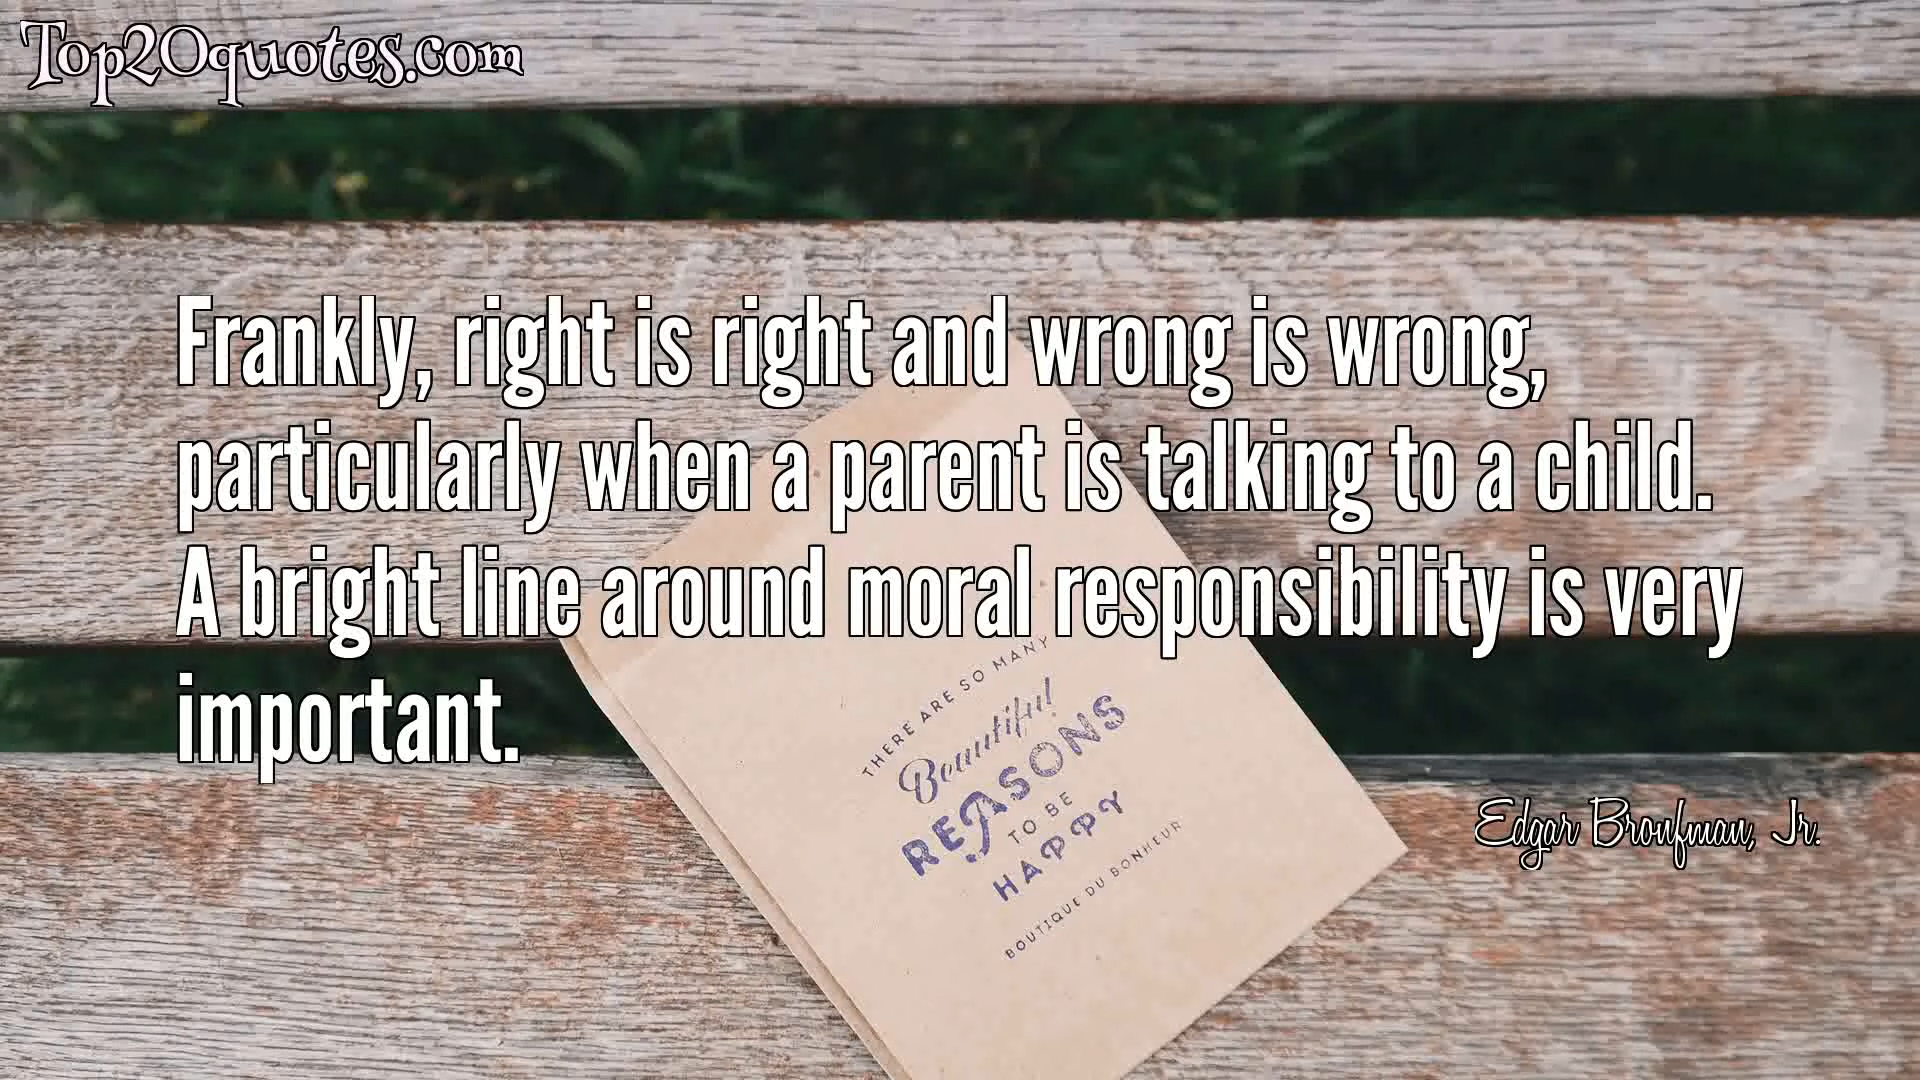 Top20quotes.com
Frankly, right is right and wrong is wrong,
particularly when a parent is talking to a child.
A bright line around moral responsibility is very
important.
THERE ARE SO MANY
Beautiful
REASONS
TO BE
HAPPY
BOUTIQUE DU BONHEUR
Edgar Bronfman, Jr.